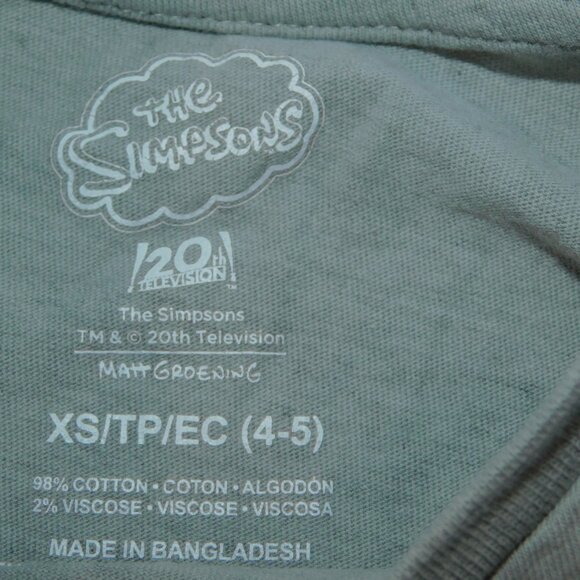 THE
SIMPSONS
20th
TELEVISION
TM
The Simpsons
TM & © 20th Television
MATT GROENING
XS/TP/EC (4-5)
98% COTTON • COTON • ALGODÓN
2% VISCOSE • VISCOSE • VISCOSA
MADE IN BANGLADESH